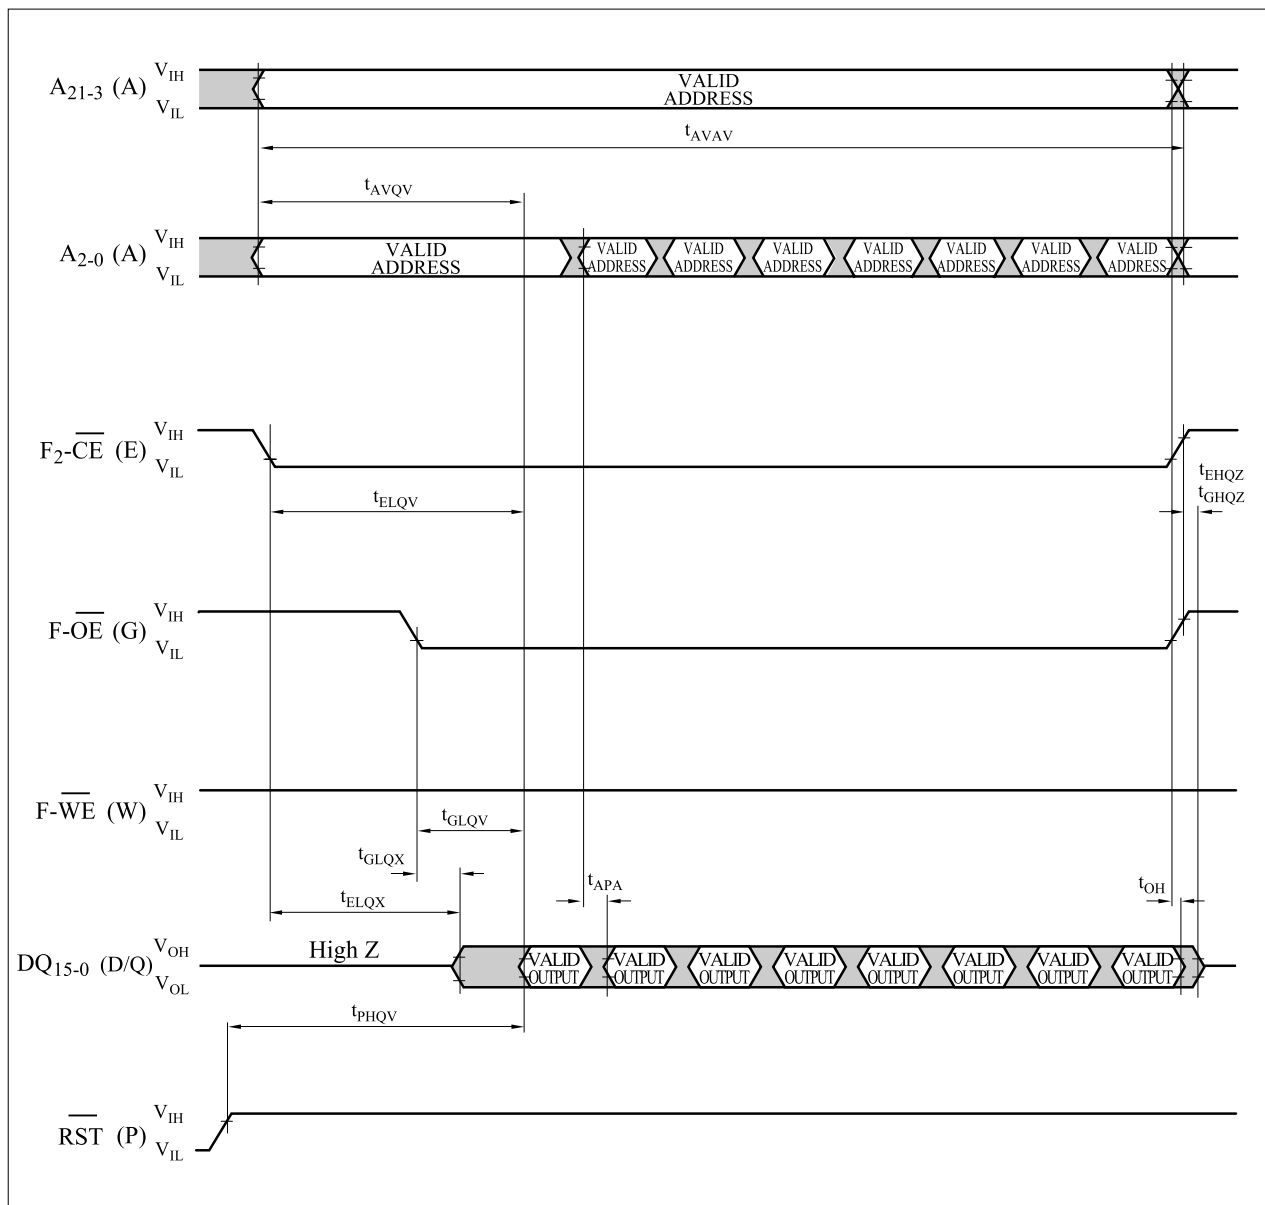 A21-3 (A) VIH VIL VALID ADDRESS
tAVAV
tAVQV
A2-0 (A) VIH VIL VALID ADDRESS VALID ADDRESS VALID ADDRESS VALID ADDRESS VALID ADDRESS VALID ADDRESS VALID ADDRESS VALID ADDRESS
F2-CE (E) VIH VIL
tEHQZ
tELQV tGHQZ
F-OE (G) VIH VIL
F-WE (W) VIH VIL
tGLQV
tGLQX
tELQX tAPA tOH
DQ15-0 (D/Q) VOH VOL High Z VALID OUTPUT VALID OUTPUT VALID OUTPUT VALID OUTPUT VALID OUTPUT VALID OUTPUT VALID OUTPUT VALID OUTPUT
tPHQV
RST (P) VIH VIL